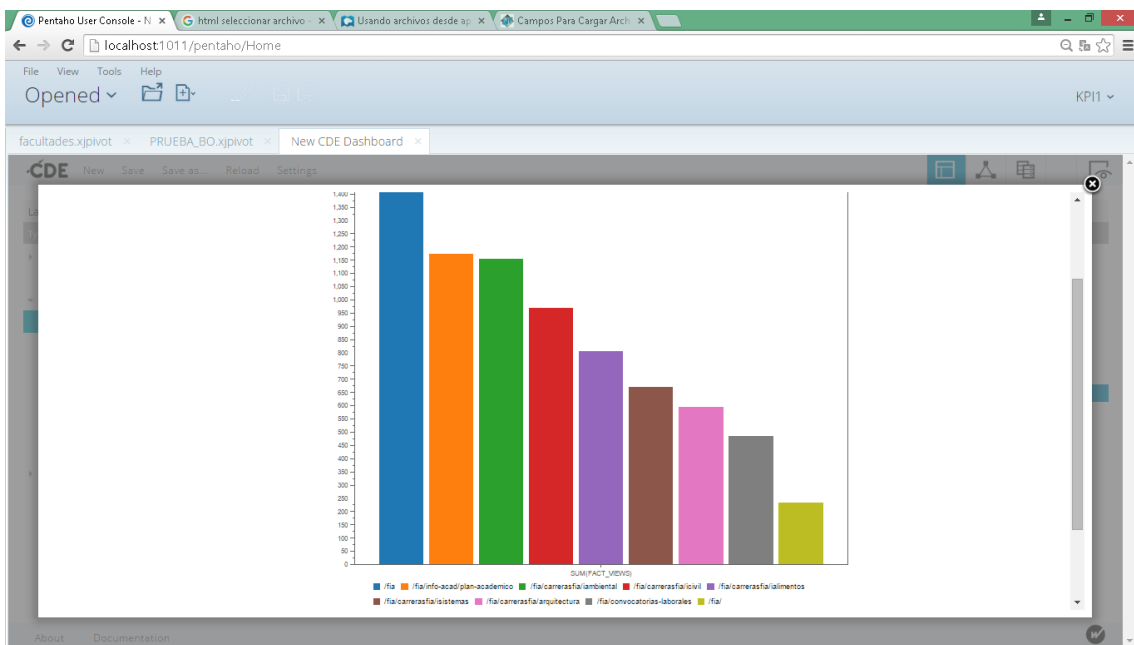 Pentaho User Console - N
html seleccionar archivo -
Usando archivos desde ap
Campos Para Cargar Arch
localhost:1011/pentaho/Home
File View Tools Help
Opened
KPI1
facultades.xjpivot PRUEBA_BO.xjpivot New CDE Dashboard
CDE New Save Save as... Reload Settings
1,400
1,350
1,300
1,250
1,200
1,150
1,100
1,050
1,000
950
900
850
800
750
700
650
600
550
500
450
400
350
300
250
200
150
100
50
0
SUM(FACT_VIEWS)
/fia /fia/info-acad/plan-academico /fia/carrerasfia/iambiental /fia/carrerasfia/icivil /fia/carrerasfia/ialimentos
/fia/carrerasfia/isistemas /fia/carrerasfia/arquitectura /fia/convocatorias-laborales /fia/
About Documentation